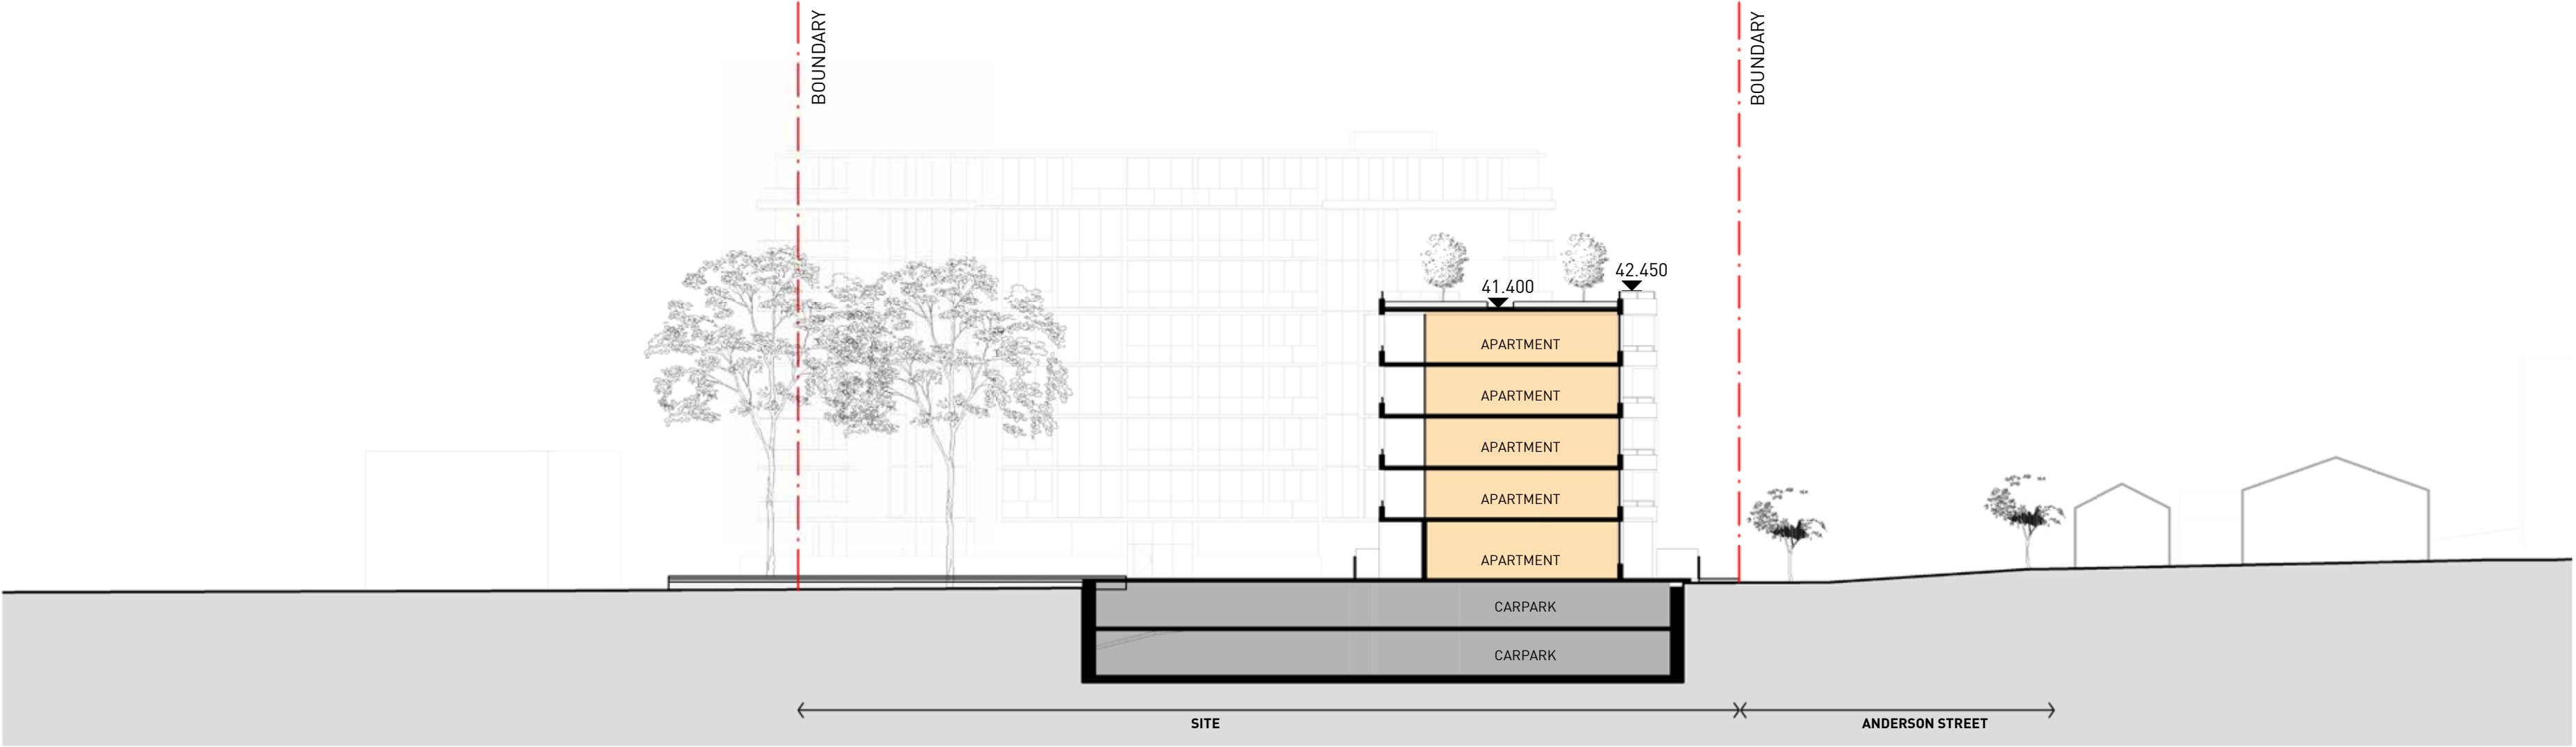 BOUNDARY
BOUNDARY
42.450
41.400
APARTMENT
APARTMENT
APARTMENT
APARTMENT
APARTMENT
CARPARK
CARPARK
SITE
ANDERSON STREET